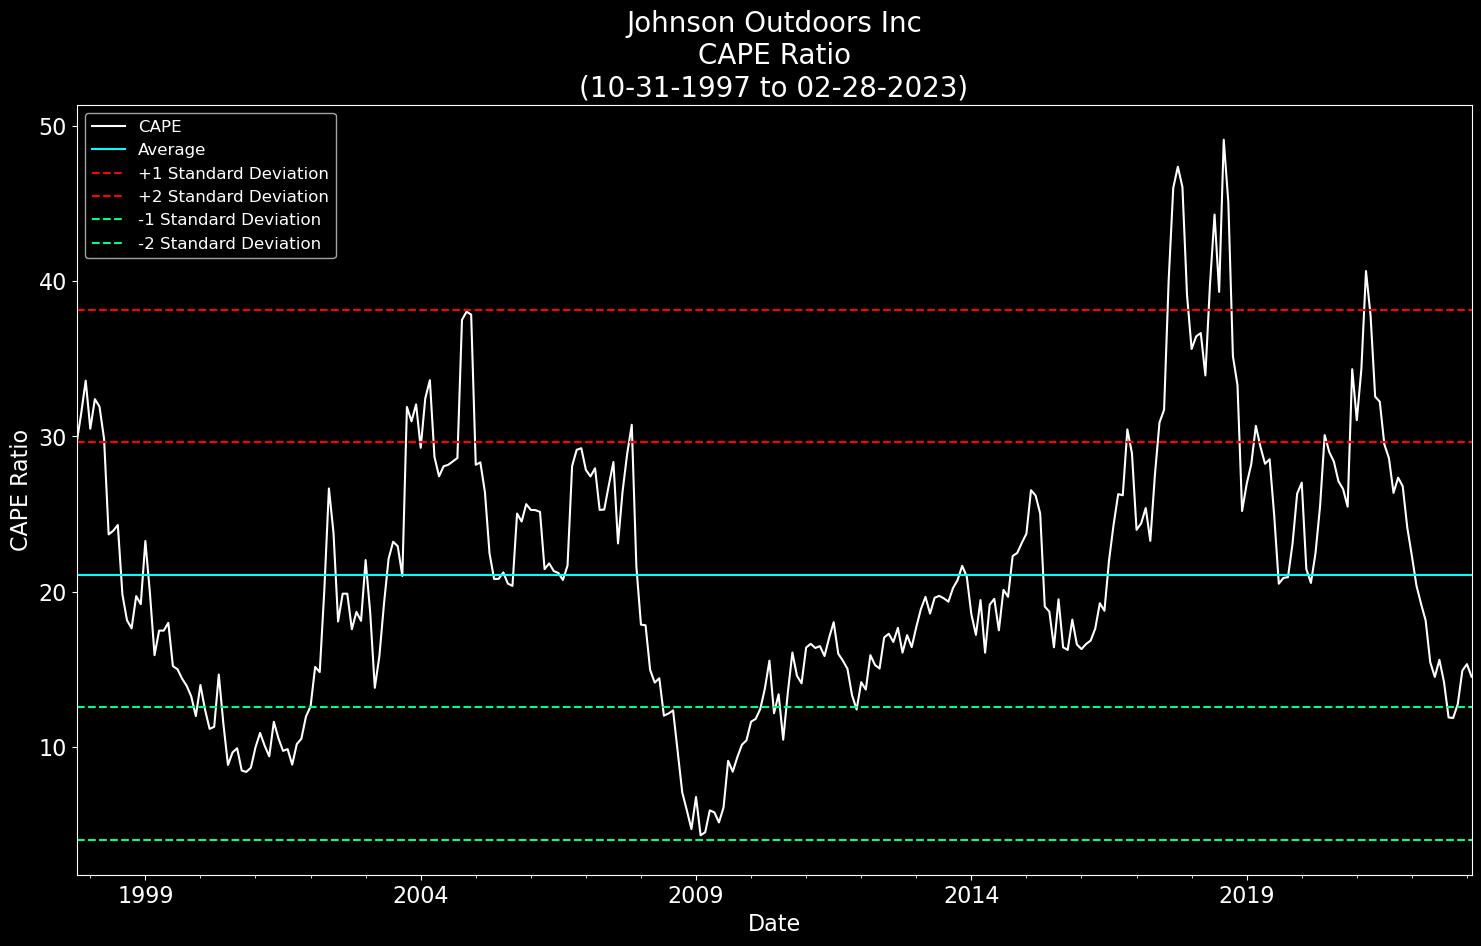 Johnson Outdoors Inc
CAPE Ratio
(10-31-1997 to 02-28-2023)
CAPE
Average
+1 Standard Deviation
+2 Standard Deviation
-1 Standard Deviation
-2 Standard Deviation
50
40
30
20
10
CAPE Ratio
1999 2004 2009 2014 2019
Date